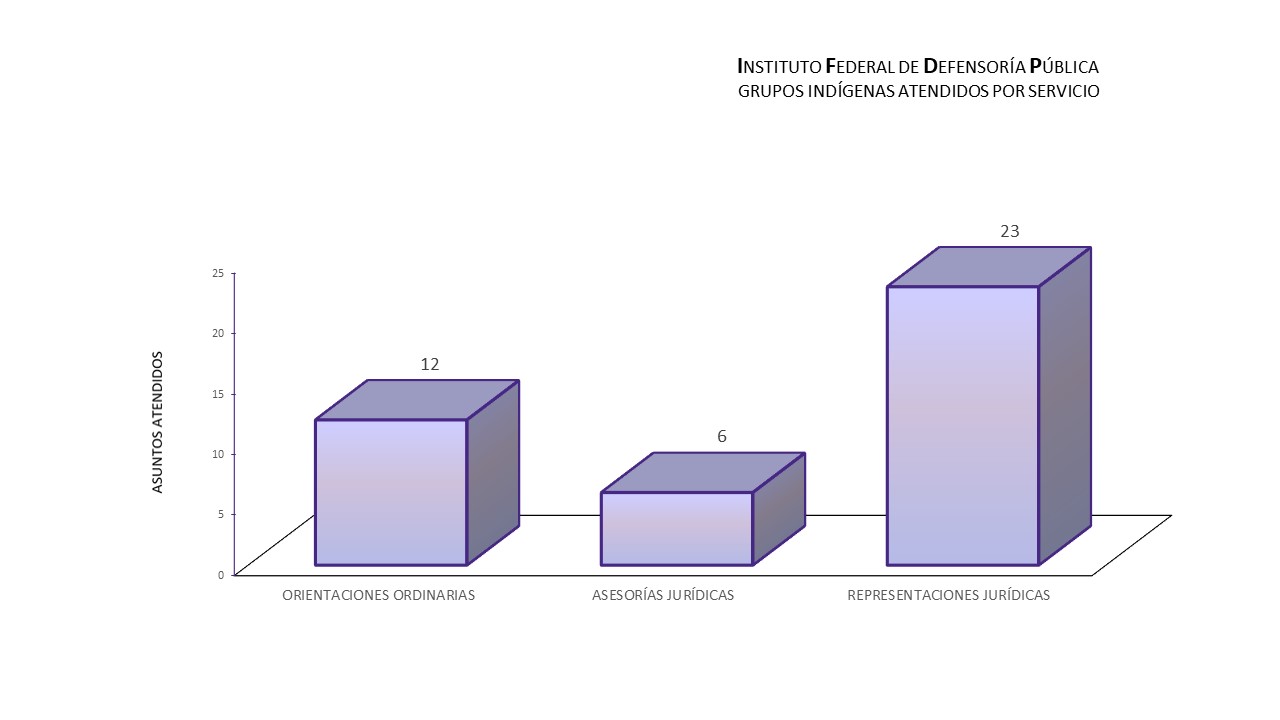 INSTITUTO FEDERAL DE DEFENSORÍA PÚBLICA
GRUPOS INDÍGENAS ATENDIDOS POR SERVICIO
23
25
20
12
15
6
10
5
0
ASUNTOS ATENDIDOS
ORIENTACIONES ORDINARIAS
ASESORÍAS JURÍDICAS
REPRESENTACIONES JURÍDICAS